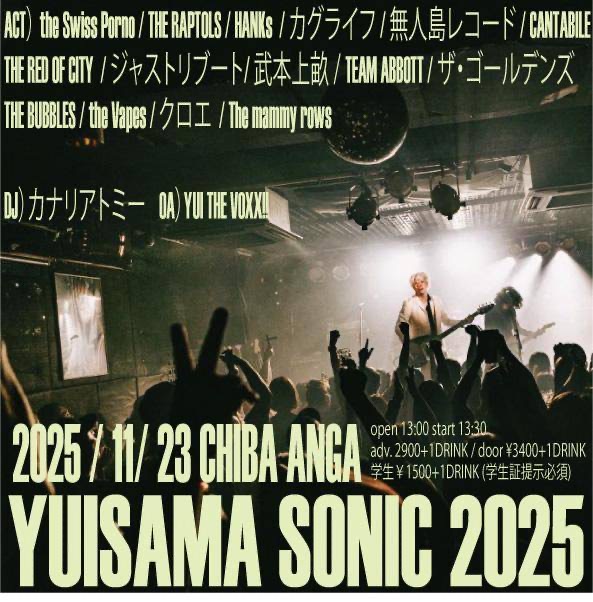 ACT) the Swiss Porno / THE RAPTOLS / HANKs / カグライフ / 無人島レコード / CANTABILE
THE RED OF CITY / ジャストリブート / 武本上畝 / TEAM ABBOTT / ザ・ゴールデンズ
THE BUBBLES / the Vapes / クロエ / The mammy rows
DJ) カナリアトミー OA) YUI THE VOXX!!
2025 / 11/ 23 CHIBA ANGA
open 13:00 start 13:30
adv. 2900+1DRINK / door ¥3400+1DRINK
学生￥1500+1DRINK (学生証提示必須)
YUISAMA SONIC 2025